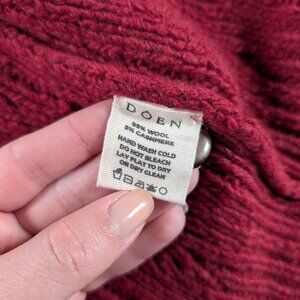 DOEN
95% WOOL
5% CASHMERE
HAND WASH COLD
DO NOT BLEACH
LAY FLAT TO DRY
OR DRY CLEAN